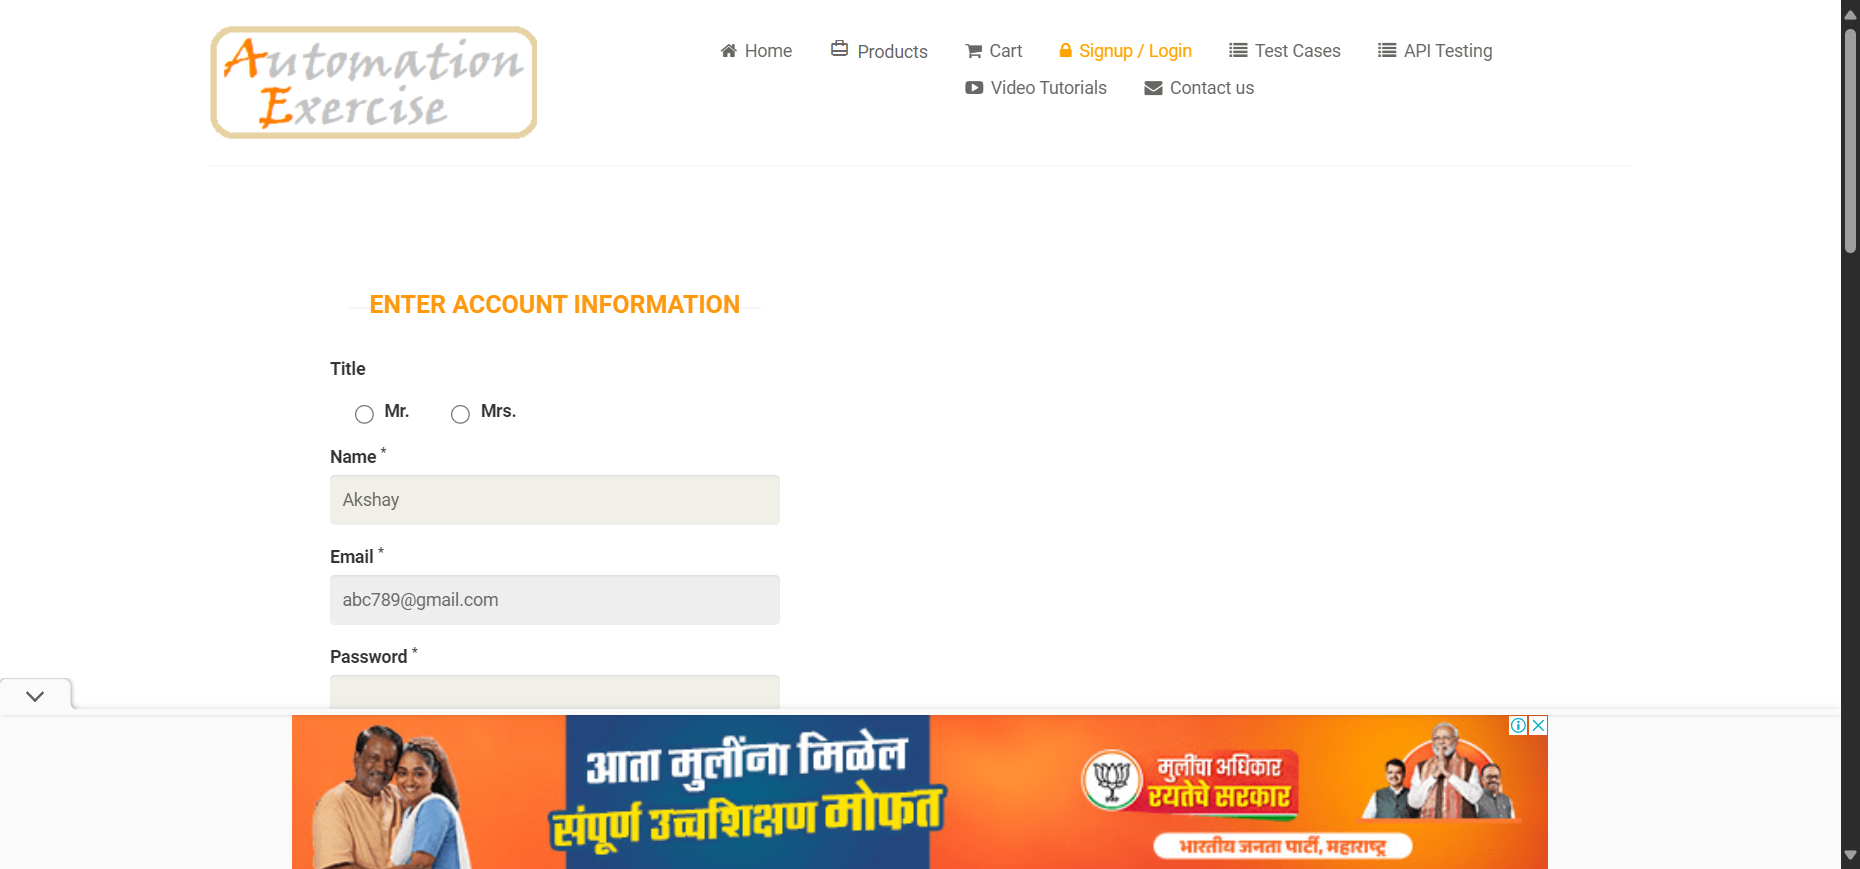 Automation
Exercise
Home
Products
Cart
Signup / Login
Test Cases
API Testing
Video Tutorials
Contact us
ENTER ACCOUNT INFORMATION
Title
Mr.
Mrs.
Name *
Akshay
Email *
abc789@gmail.com
Password *
आता मुलींना मिळेल
संपूर्ण उच्चशिक्षण मोफत
मुलींचा अधिकार
रयतेचे सरकार
भारतीय जनता पार्टी, महाराष्ट्र